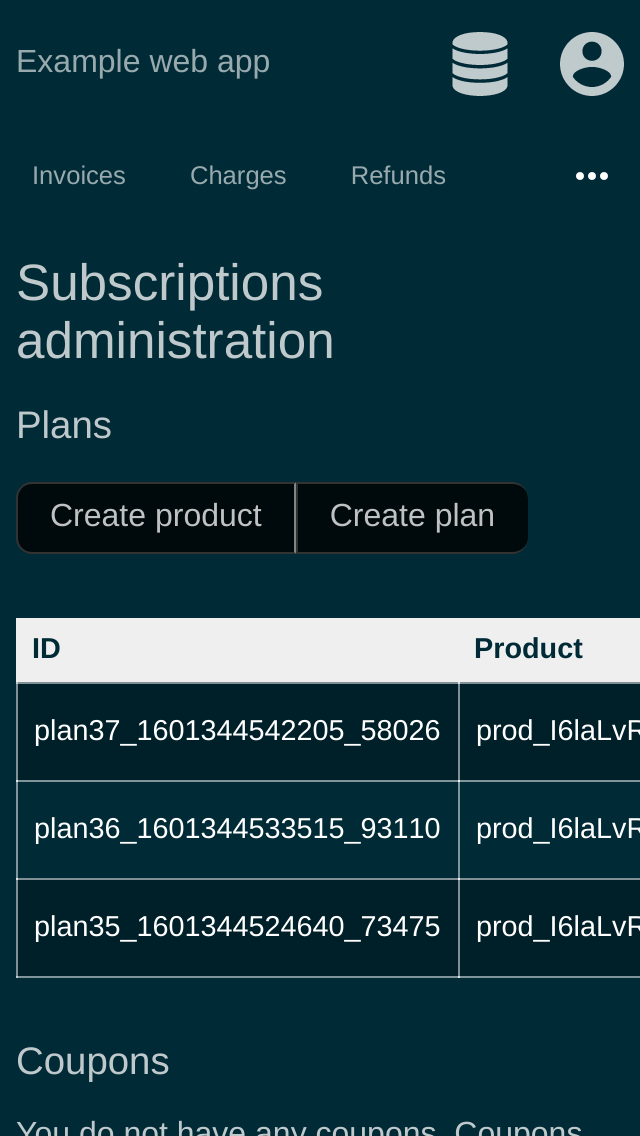 Example web app
Invoices Charges Refunds
Subscriptions
administration
Plans
Create product Create plan
ID Product
plan37_1601344542205_58026 prod_I6laLvR
plan36_1601344533515_93110 prod_I6laLvR
plan35_1601344524640_73475 prod_I6laLvR
Coupons
You do not have any coupons. Coupons